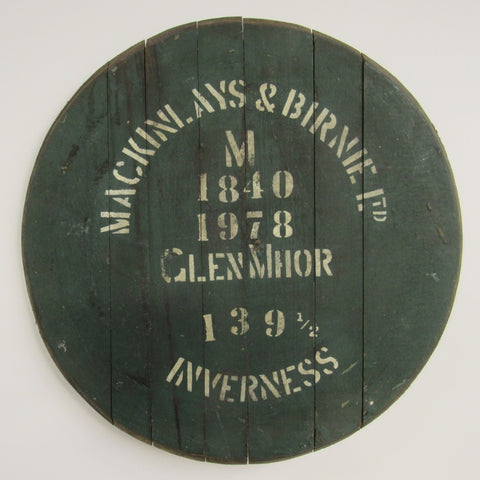 MACKINLAYS & BIRNIE LTD
M
1840
1978
GLEN MHOR
139 1/2
INVERNESS